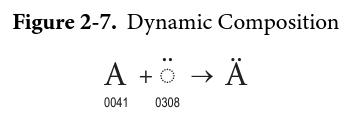 Figure 2-7. Dynamic Composition
A + ◌̈ → Ä
0041 0308